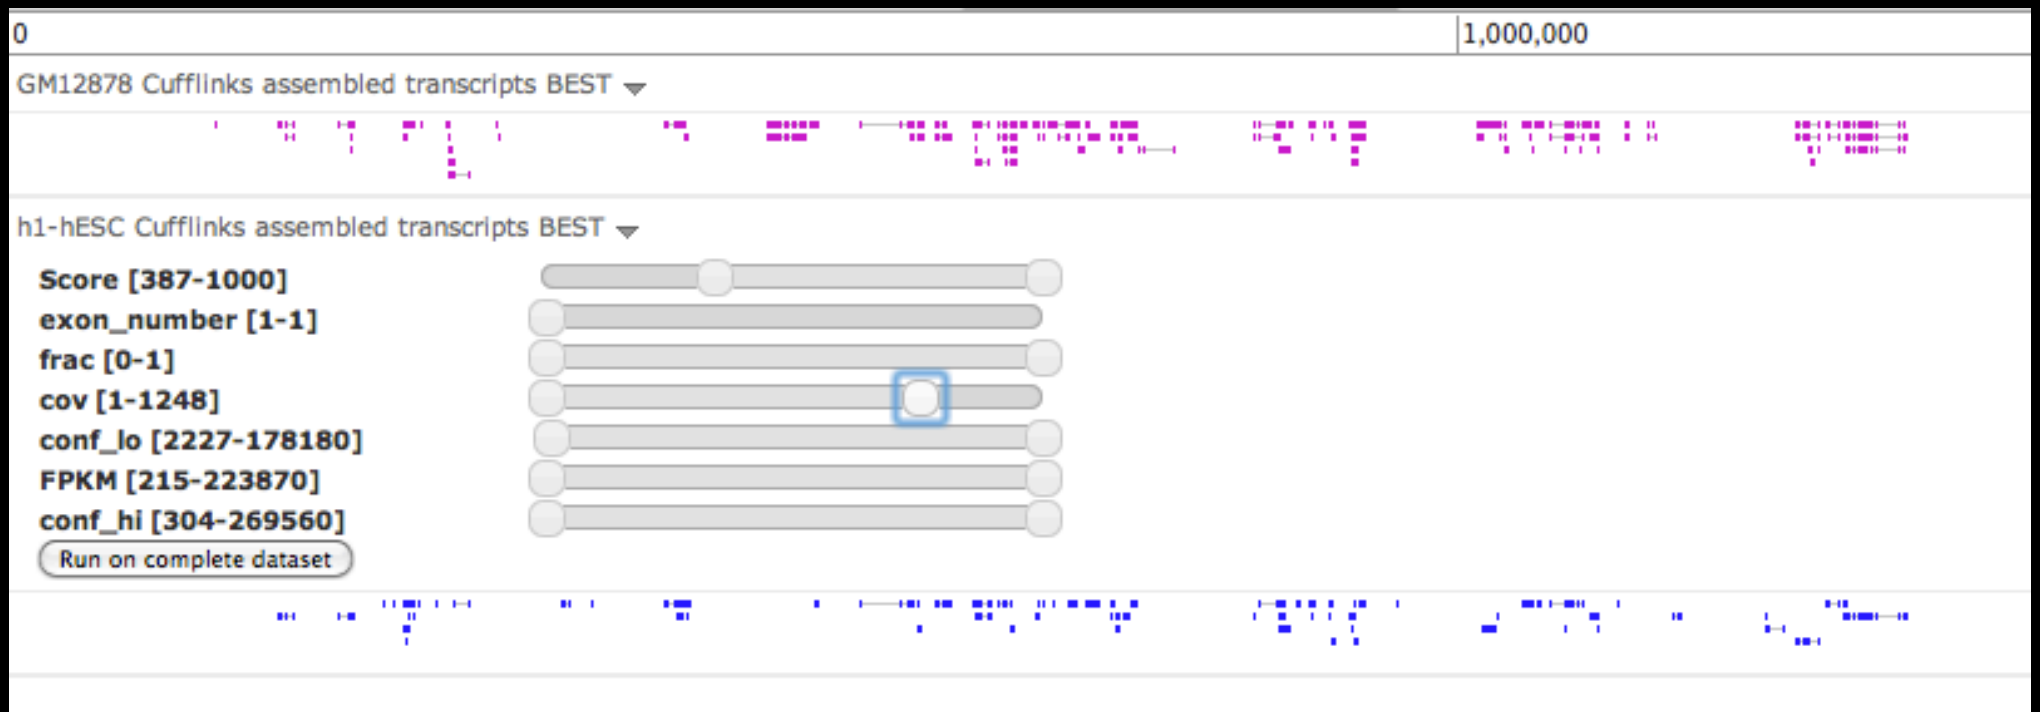 0 1,000,000
GM12878 Cufflinks assembled transcripts BEST
h1-hESC Cufflinks assembled transcripts BEST
Score [387-1000]
exon_number [1-1]
frac [0-1]
cov [1-1248]
conf_lo [2227-178180]
FPKM [215-223870]
conf_hi [304-269560]
Run on complete dataset